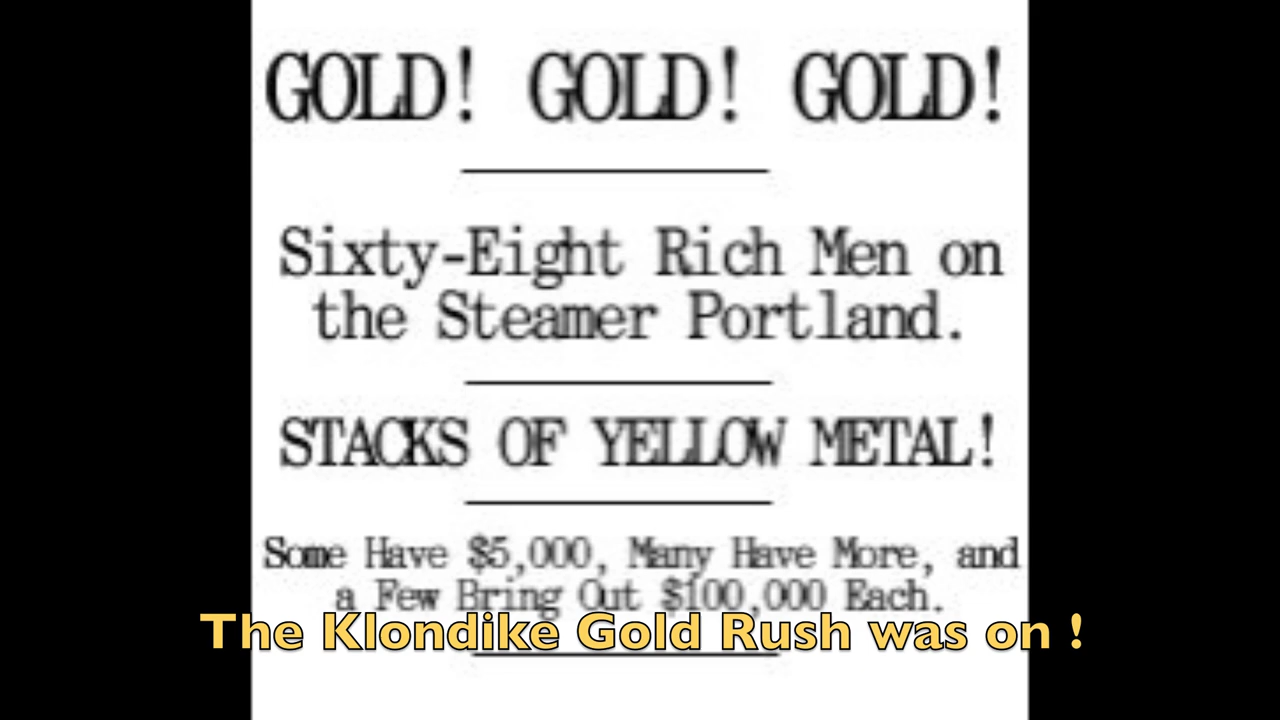 GOLD! GOLD! GOLD!
Sixty-Eight Rich Men on
the Steamer Portland.
STACKS OF YELLOW METAL!
Some Have $5,000, Many Have More, and
a Few Bring Out $100,000 Each.
The Klondike Gold Rush was on !